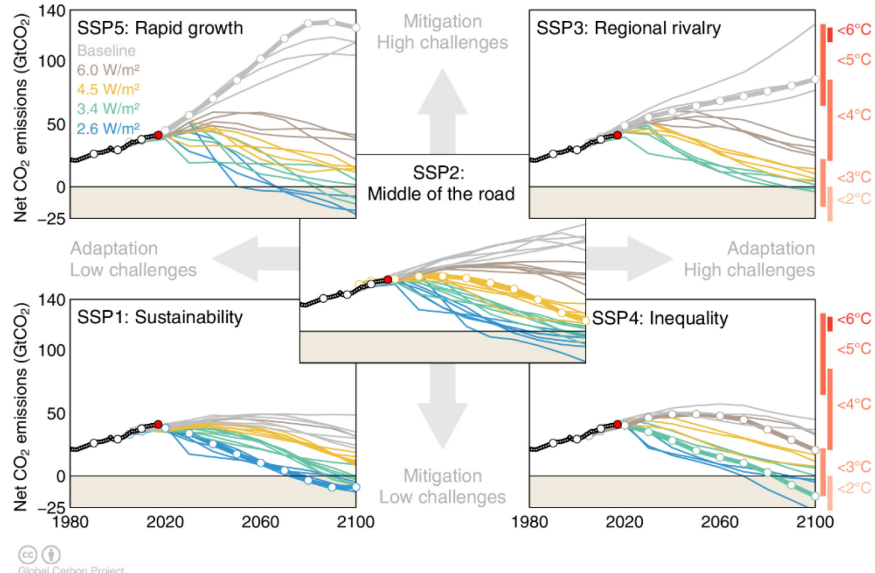 Net CO₂ emissions (GtCO₂)
140
100
50
0
−25
SSP5: Rapid growth
Baseline
6.0 W/m²
4.5 W/m²
3.4 W/m²
2.6 W/m²
Mitigation
High challenges
SSP3: Regional rivalry
<6°C
<5°C
<4°C
<3°C
<2°C
SSP2:
Middle of the road
Adaptation
Low challenges
Adaptation
High challenges
Net CO₂ emissions (GtCO₂)
140
100
50
0
−25
SSP1: Sustainability
SSP4: Inequality
<6°C
<5°C
<4°C
<3°C
<2°C
Mitigation
Low challenges
1980
2020
2060
2100
1980
2020
2060
2100
Global Carbon Project